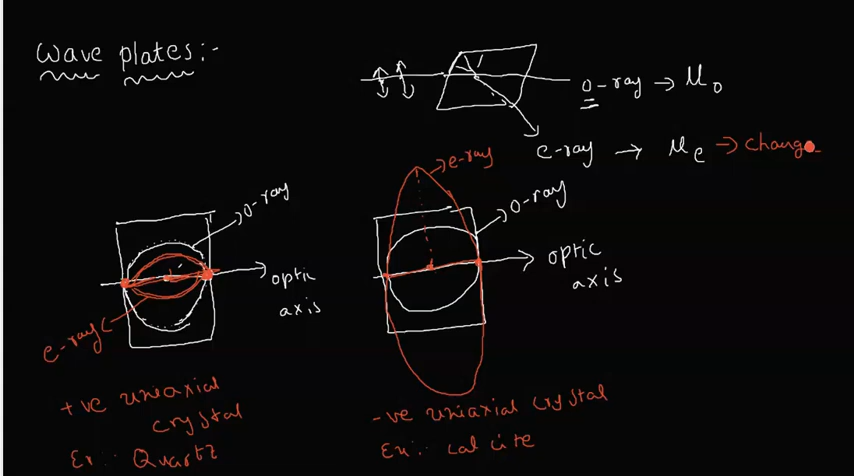 Wave plates:-
o-ray → μo
e-ray → μe → change
e-ray
o-ray
o-ray
optic
axis
optic
axis
e-ray
+ve uniaxial
crystal
Ex:- Quartz
-ve uniaxial crystal
Ex:- Calcite